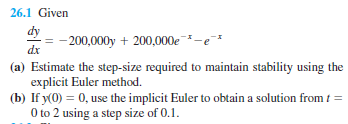 26.1 Given
dy/dx = −200,000y + 200,000e^−x − e^−x
(a) Estimate the step-size required to maintain stability using the
explicit Euler method.
(b) If y(0) = 0, use the implicit Euler to obtain a solution from t =
0 to 2 using a step size of 0.1.